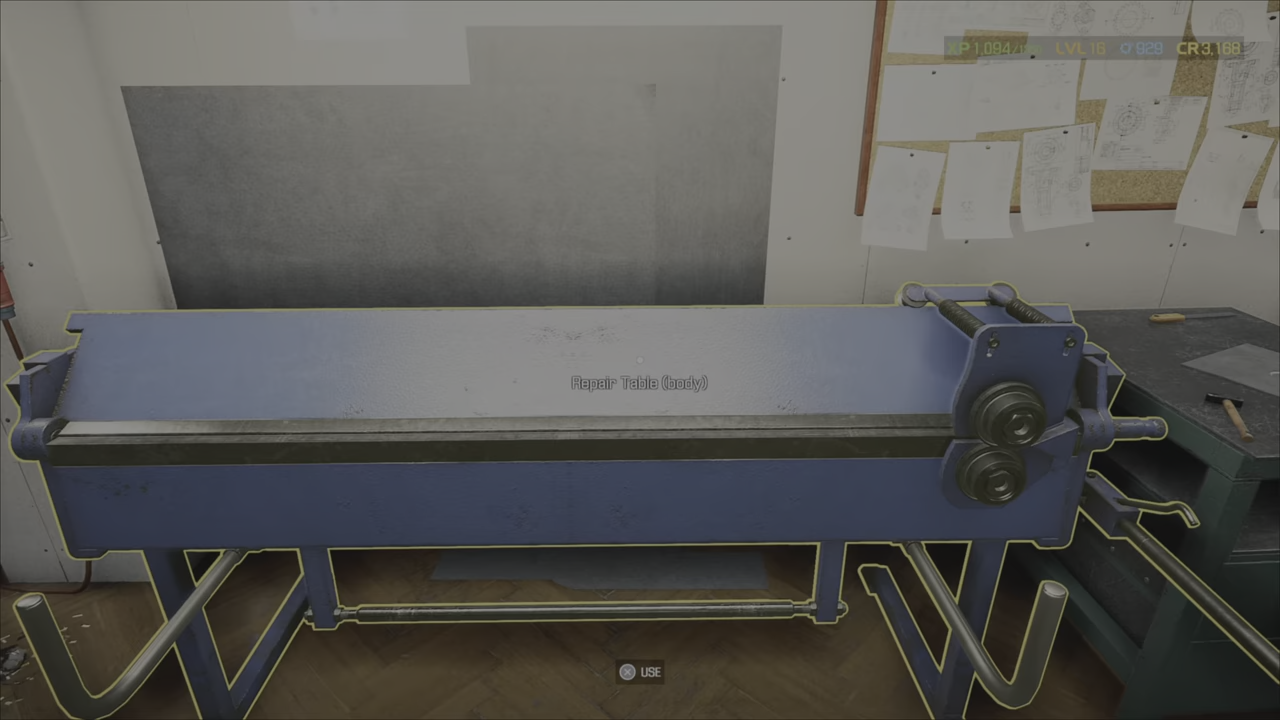 XP 1,094/ LVL 16 929 CR 3,168
Repair Table (body)
USE